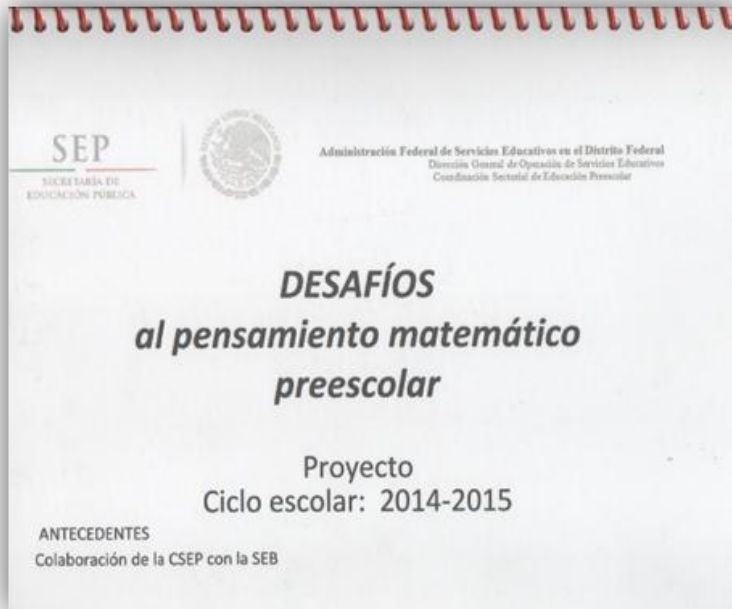 SEP
SECRETARÍA DE
EDUCACIÓN PÚBLICA
Administración Federal de Servicios Educativos en el Distrito Federal
Dirección General de Operación de Servicios Educativos
Coordinación Sectorial de Educación Preescolar
DESAFÍOS
al pensamiento matemático
preescolar
Proyecto
Ciclo escolar: 2014-2015
ANTECEDENTES
Colaboración de la CSEP con la SEB